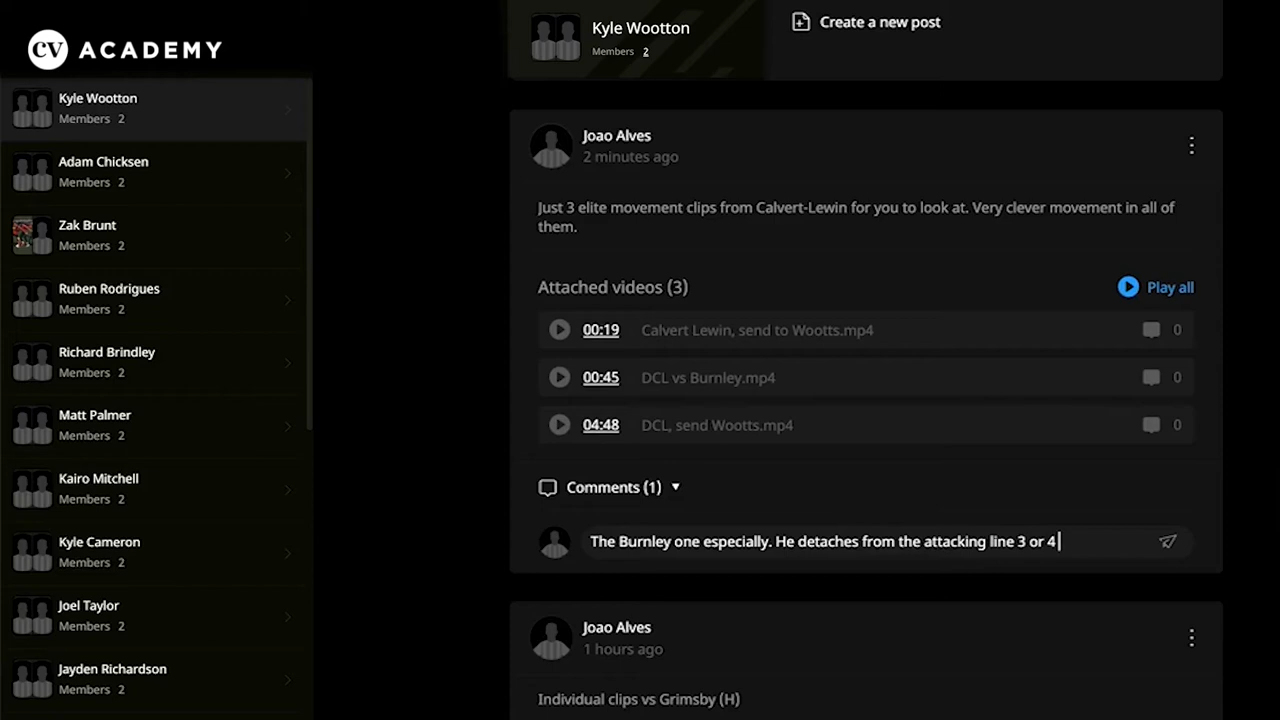 CV ACADEMY
Kyle Wootton
Members 2
Adam Chicksen
Members 2
Zak Brunt
Members 2
Ruben Rodrigues
Members 2
Richard Brindley
Members 2
Matt Palmer
Members 2
Kairo Mitchell
Members 2
Kyle Cameron
Members 2
Joel Taylor
Members 2
Jayden Richardson
Members 2
Kyle Wootton
Members 2
Create a new post
Joao Alves
2 minutes ago
Just 3 elite movement clips from Calvert-Lewin for you to look at. Very clever movement in all of
them.
Attached videos (3) Play all
00:19 Calvert Lewin, send to Wootts.mp4 0
00:45 DCL vs Burnley.mp4 0
04:48 DCL, send Wootts.mp4 0
Comments (1)
The Burnley one especially. He detaches from the attacking line 3 or 4
Joao Alves
1 hours ago
Individual clips vs Grimsby (H)